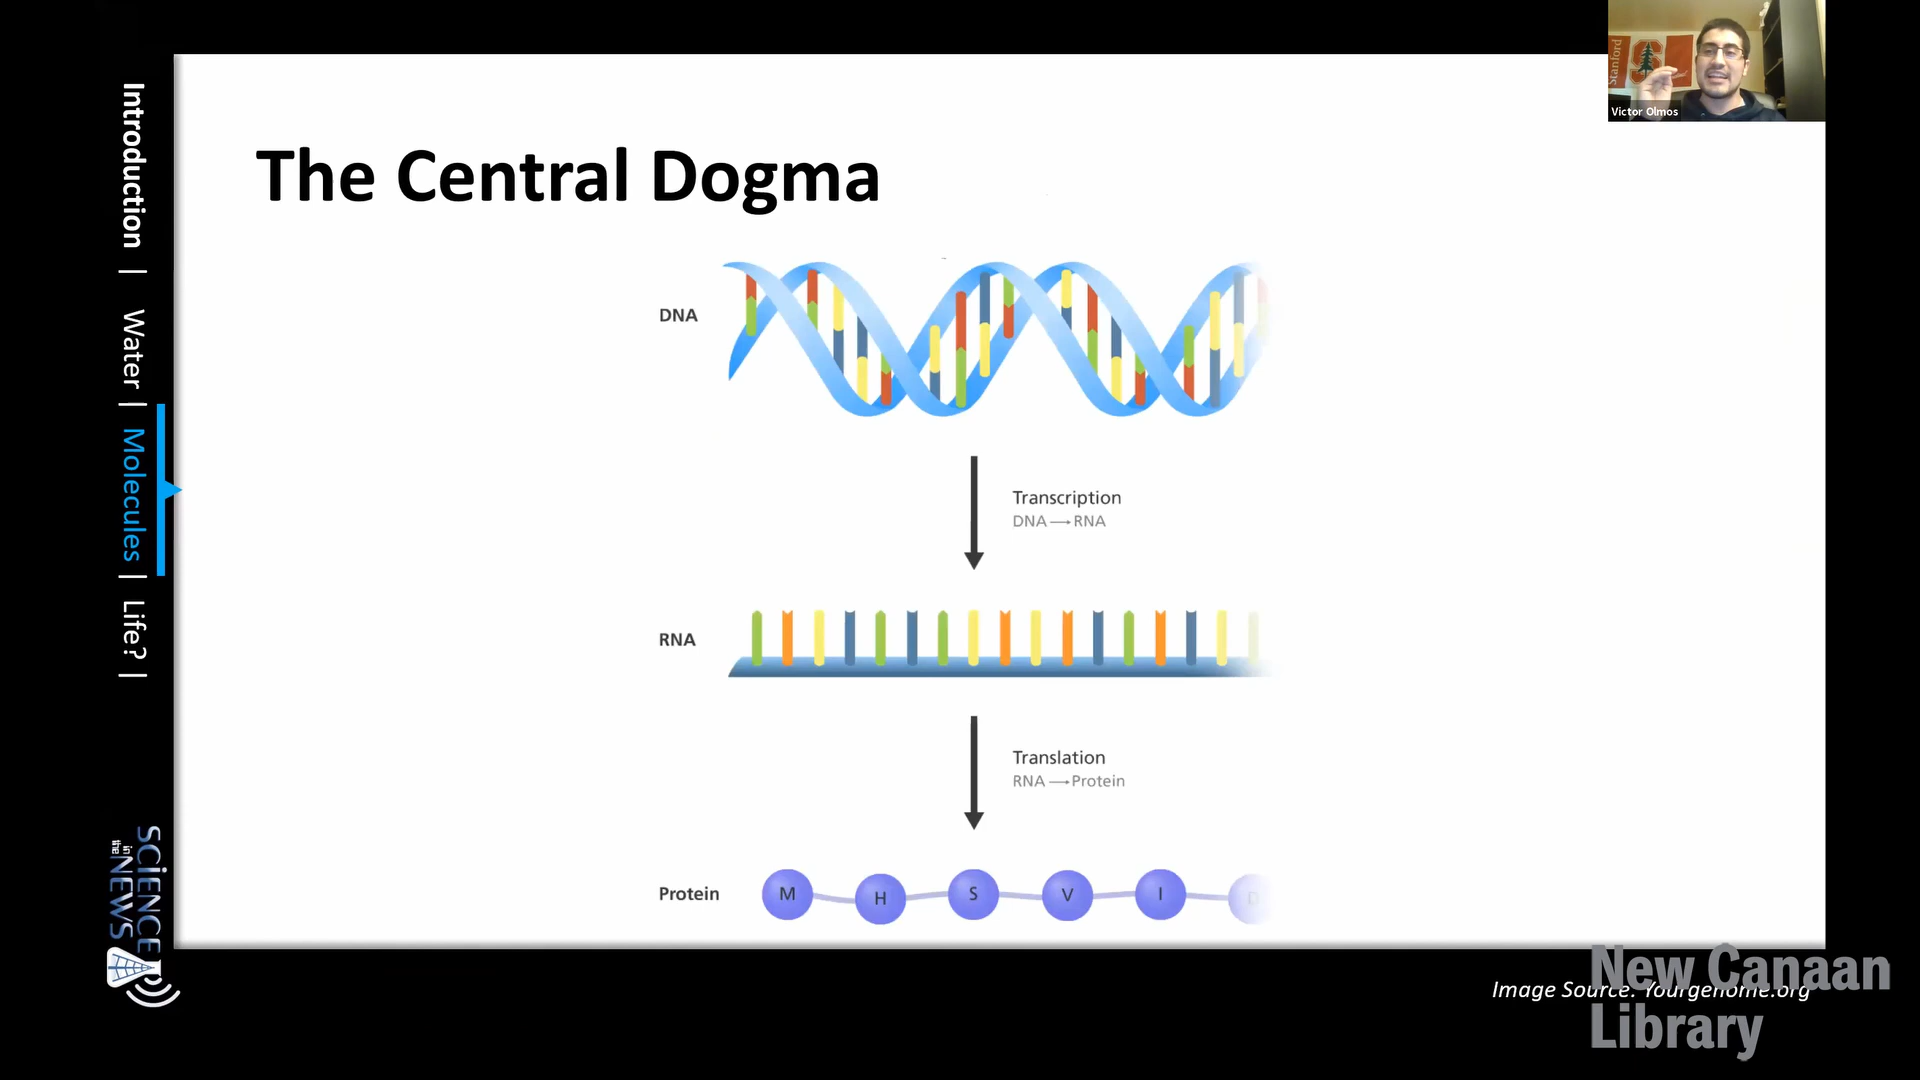 Victor Olmos
Stanford
Introduction | Water | Molecules | Life? |
The Central Dogma
DNA
Transcription
DNA → RNA
RNA
Translation
RNA → Protein
Protein
M H S V I D
SCIENCE
in the NEWS
Image Source: Yourgenome.org
New Canaan
Library